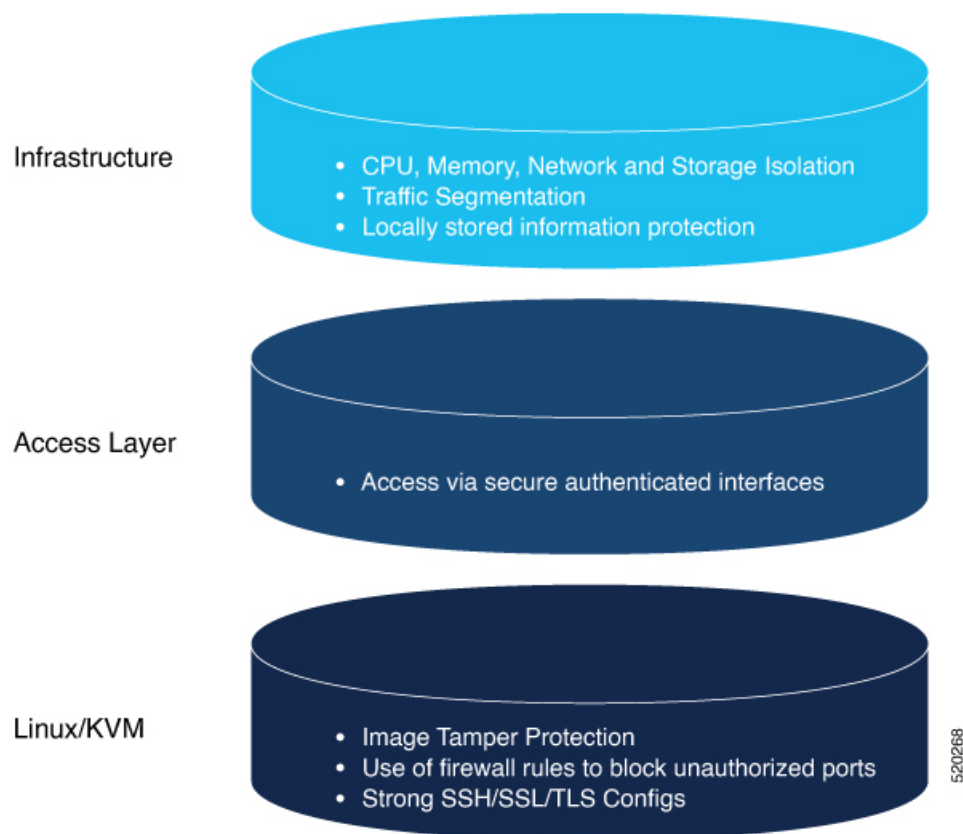 Infrastructure
• CPU, Memory, Network and Storage Isolation
• Traffic Segmentation
• Locally stored information protection
Access Layer
• Access via secure authenticated interfaces
Linux/KVM
• Image Tamper Protection
• Use of firewall rules to block unauthorized ports
• Strong SSH/SSL/TLS Configs
520268